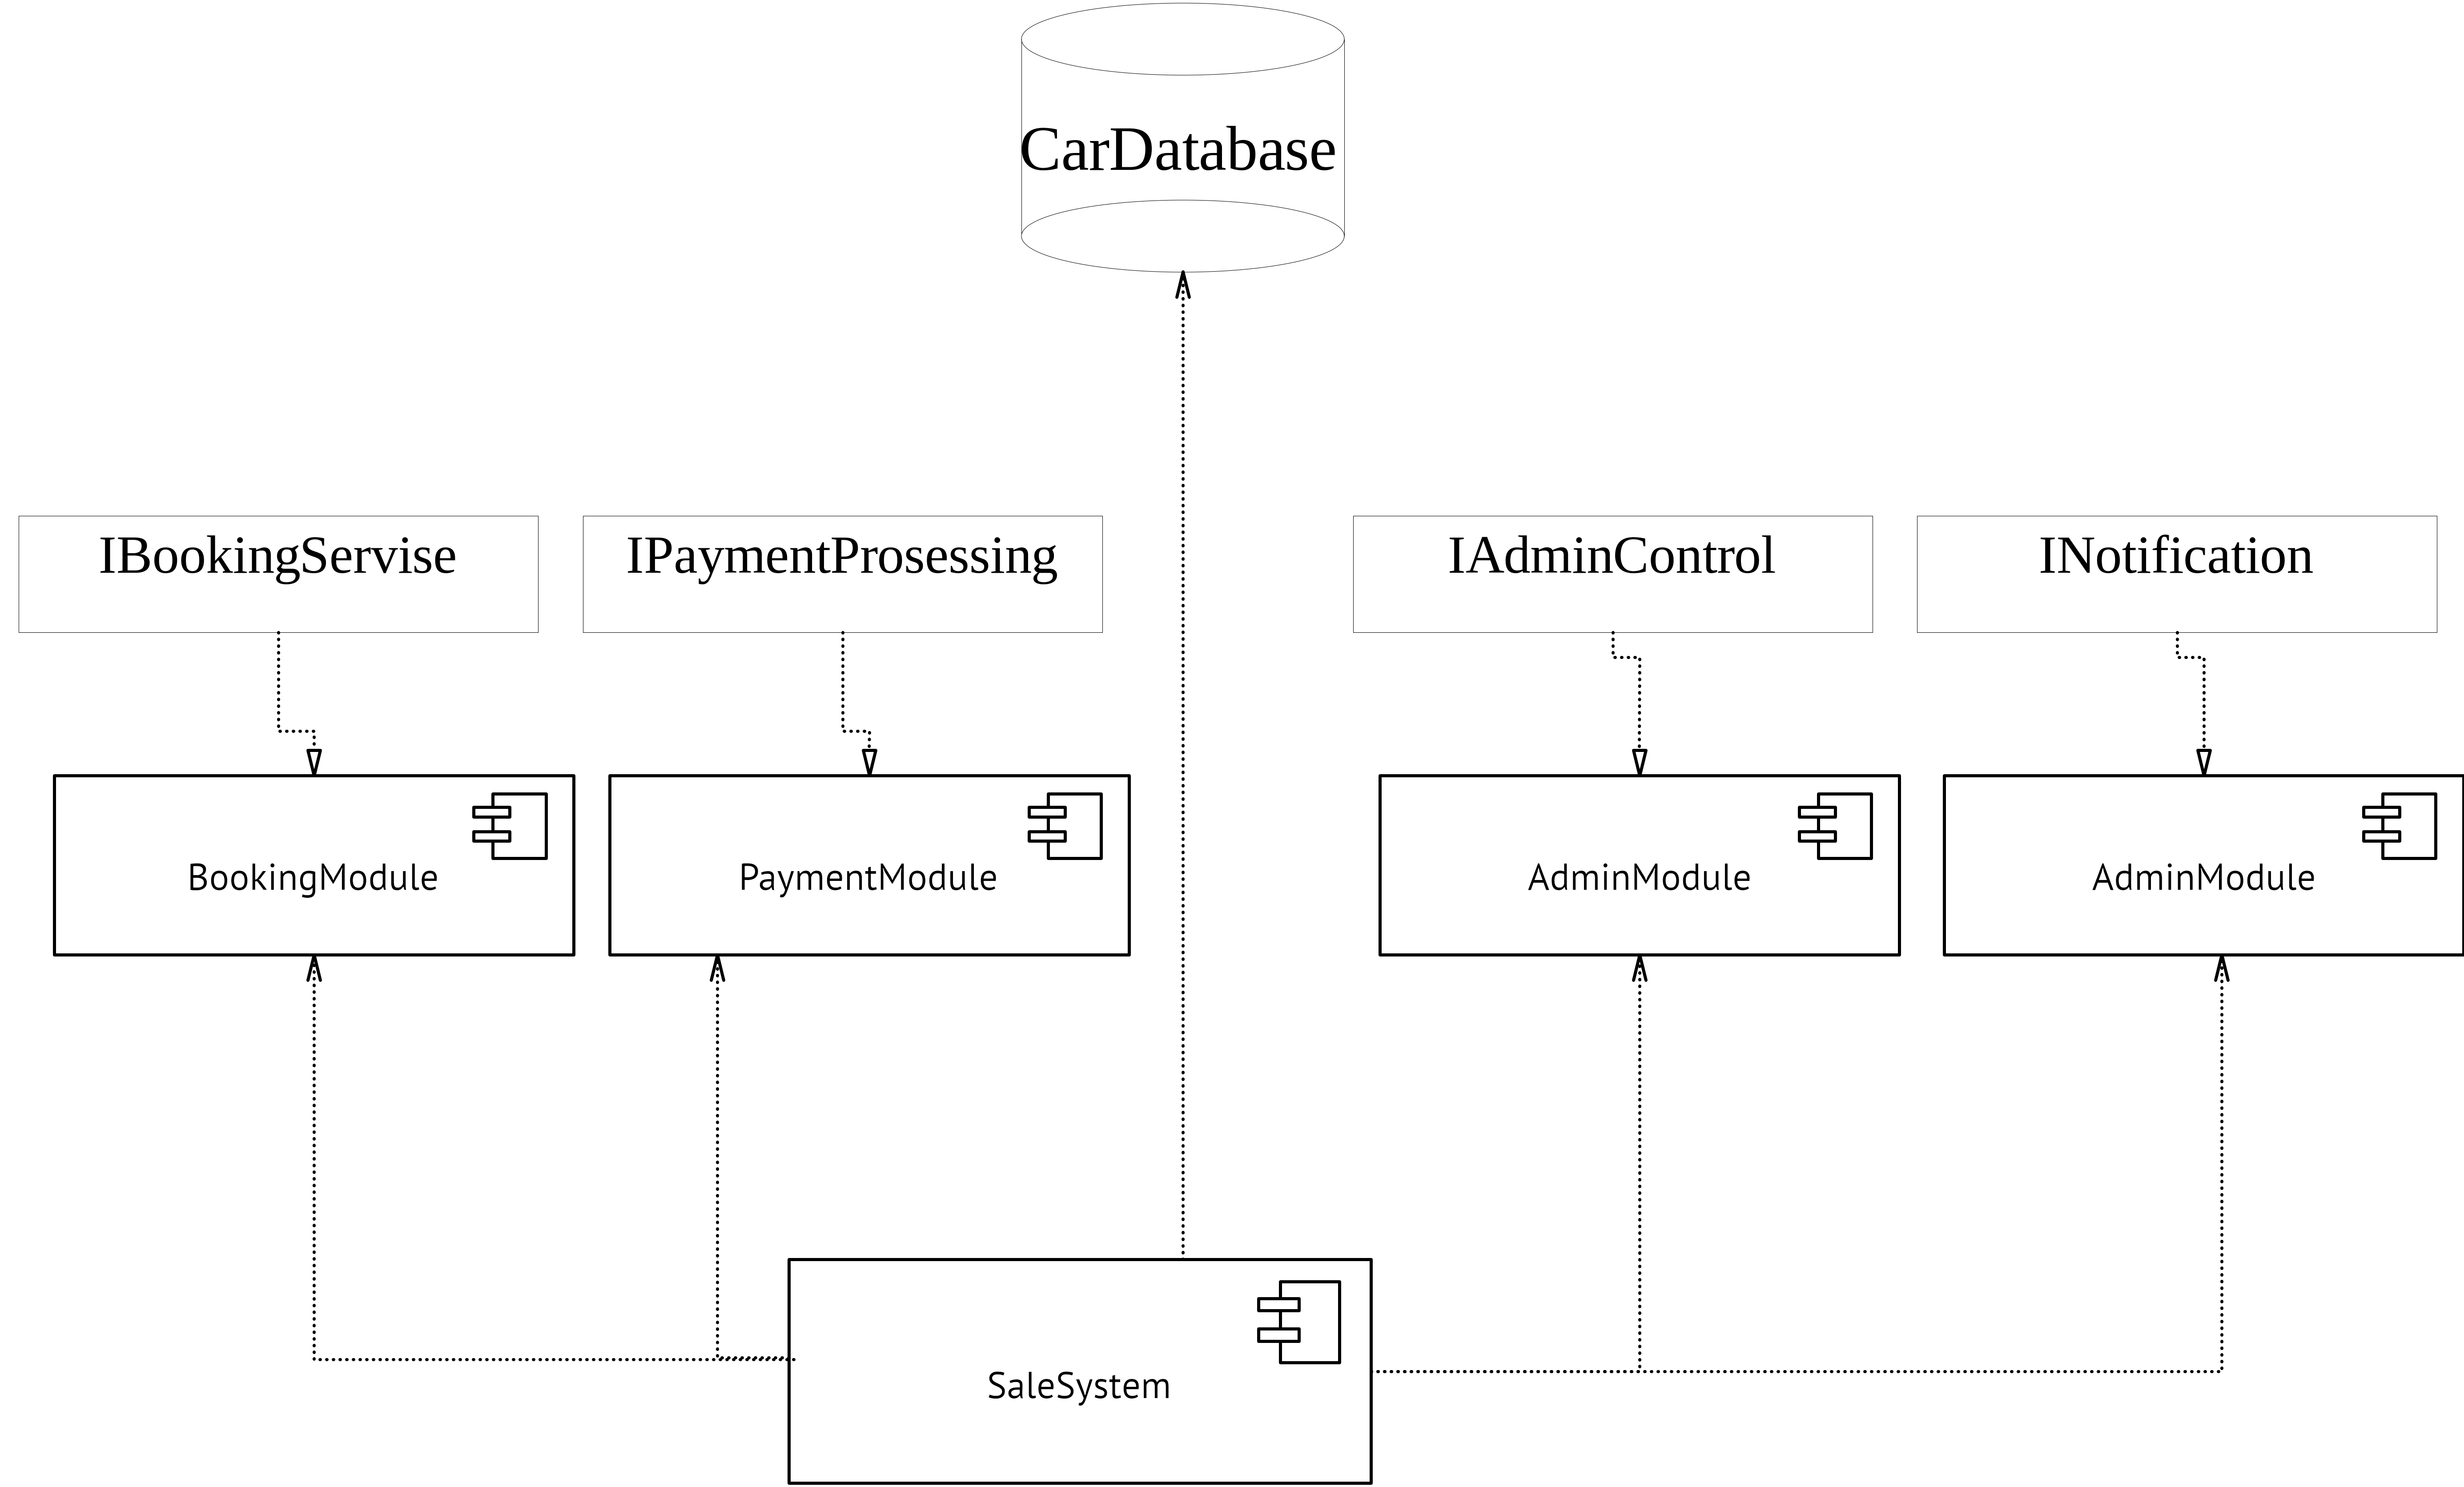 CarDatabase
IBookingServise
IPaymentProsessing
IAdminControl
INotification
BookingModule
PaymentModule
AdminModule
AdminModule
SaleSystem